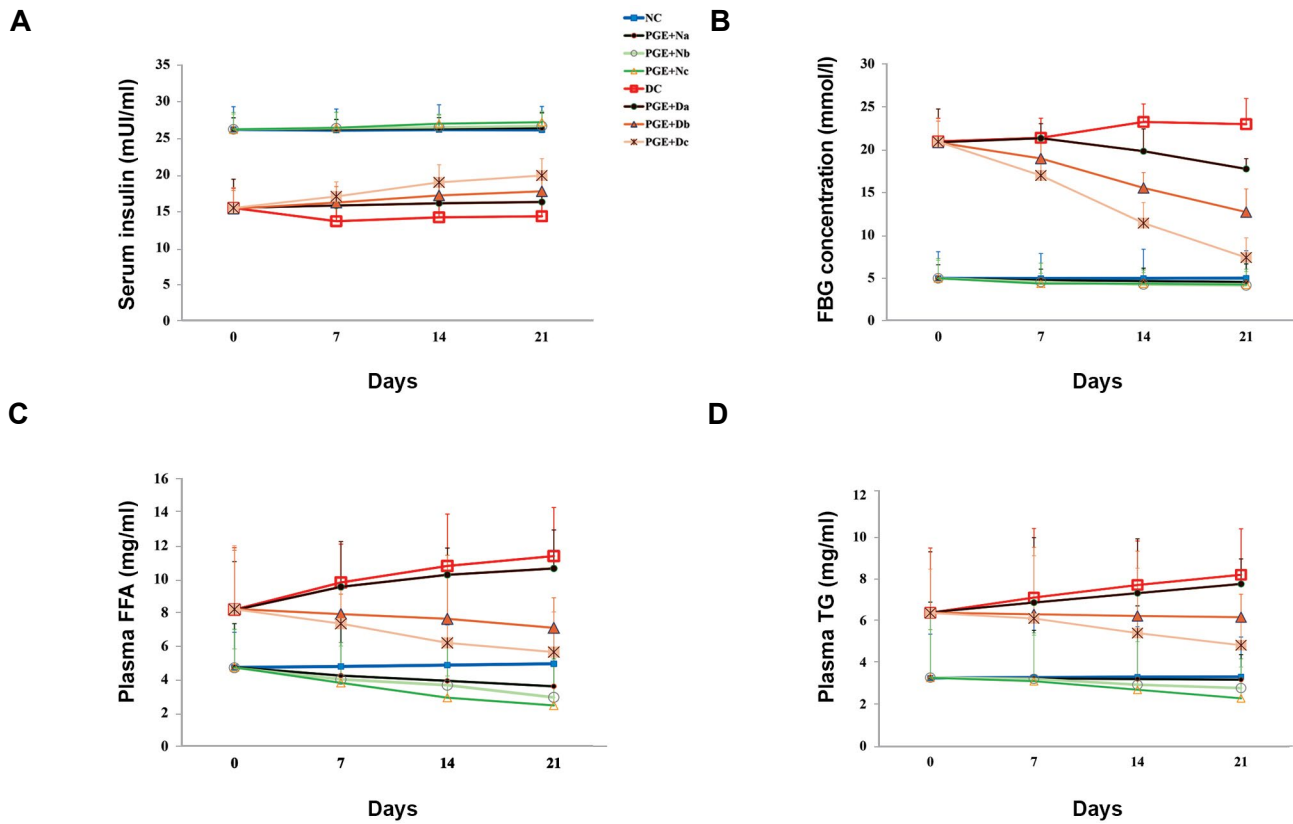 A
B
NC
PGE+Na
PGE+Nb
PGE+Nc
DC
PGE+Da
PGE+Db
PGE+Dc
Serum insulin (mUI/ml)
35
30
25
20
15
10
5
0
0 7 14 21
Days
FBG concentration (mmol/l)
30
25
20
15
10
5
0
0 7 14 21
Days
C
D
Plasma FFA (mg/ml)
16
14
12
10
8
6
4
2
0
0 7 14 21
Days
Plasma TG (mg/ml)
12
10
8
6
4
2
0
0 7 14 21
Days